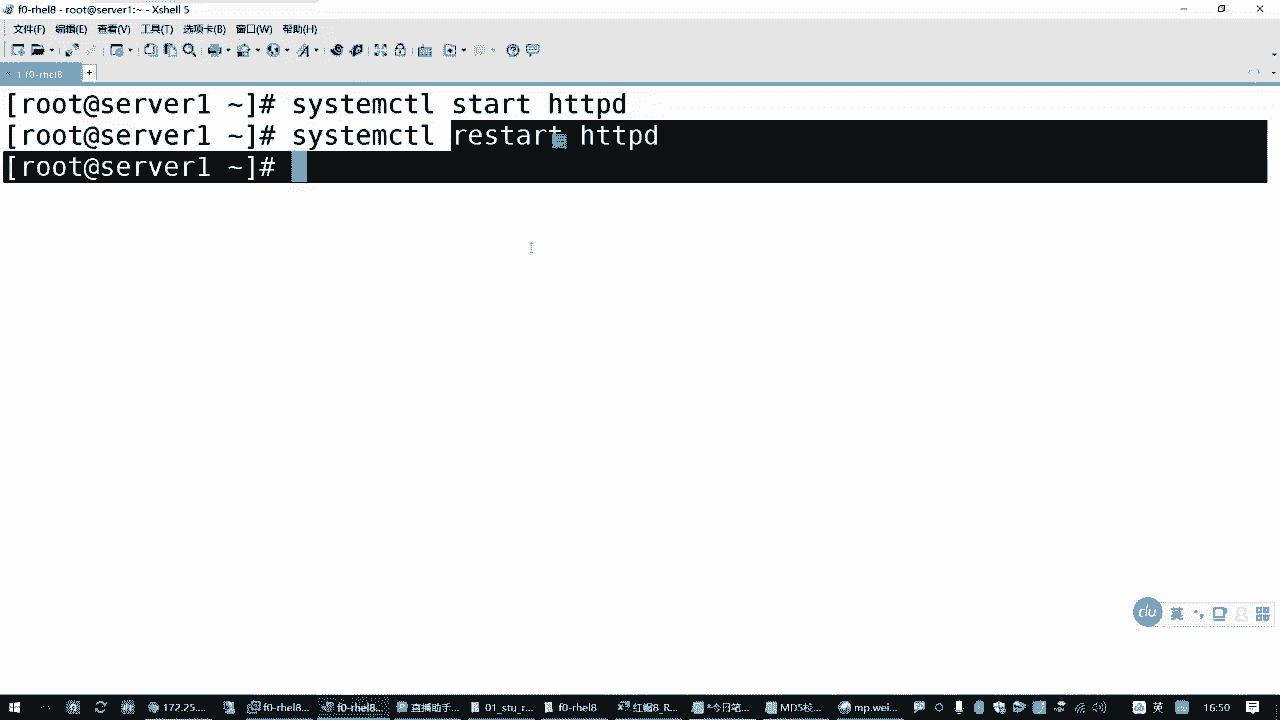 f0-rhel8 - root@server1:~ - Xshell 5
文件(F) 编辑(E) 查看(V) 工具(T) 选项卡(B) 窗口(W) 帮助(H)
1 f0-rhel8
[root@server1 ~]# systemctl start httpd
[root@server1 ~]# systemctl restart httpd
[root@server1 ~]#
du 英
172.25.... f0-rhel8... f0-rhel8... 直播助手... 01_stu_r... f0-rhel8 红帽8_R... *今日笔... MD5校... mp.wei... 英 16:50